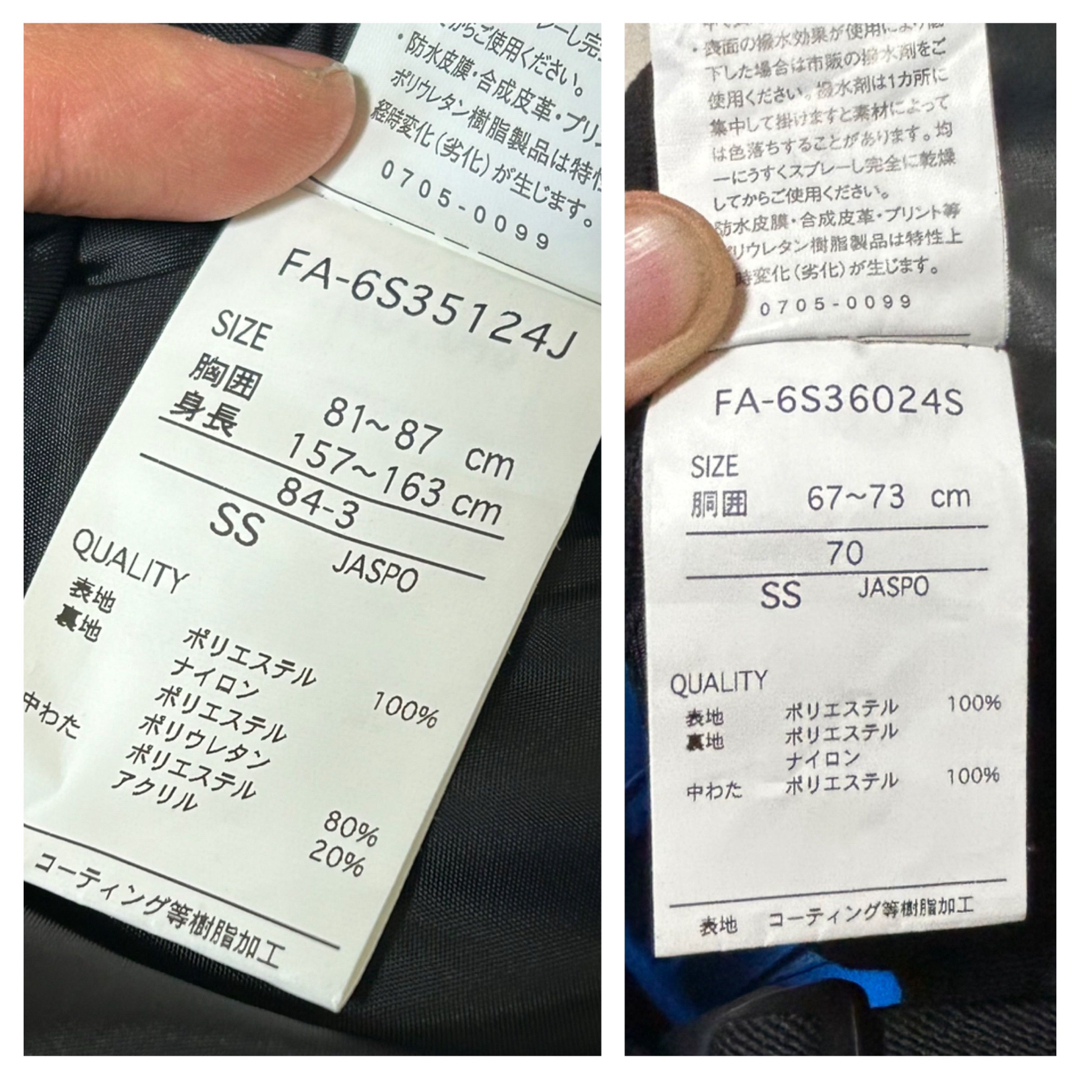 からご使用ください。
・防水皮膜・合成皮革・プリン
ポリウレタン樹脂製品は特性
経時変化(劣化)が生じます。
0705-0099
FA-6S35124J
SIZE
胸囲 81~87 cm
身長 157~163 cm
84-3
SS JASPO
QUALITY
表地 ポリエステル 100%
裏地 ナイロン
ポリエステル
ポリウレタン
中わた ポリエステル 80%
アクリル 20%
コーティング等樹脂加工
・表面の撥水効果が使用により低
下した場合は市販の撥水剤をご
使用ください。撥水剤は1カ所に
集中して掛けますと素材によって
は色落ちすることがあります。均
一にうすくスプレーし完全に乾燥
してからご使用ください。
防水皮膜・合成皮革・プリント等
ポリウレタン樹脂製品は特性上
時変化(劣化)が生じます。
0705-0099
FA-6S36024S
SIZE
胴囲 67~73 cm
70
SS JASPO
QUALITY
表地 ポリエステル 100%
裏地 ポリエステル
ナイロン
中わた ポリエステル 100%
表地 コーティング等樹脂加工